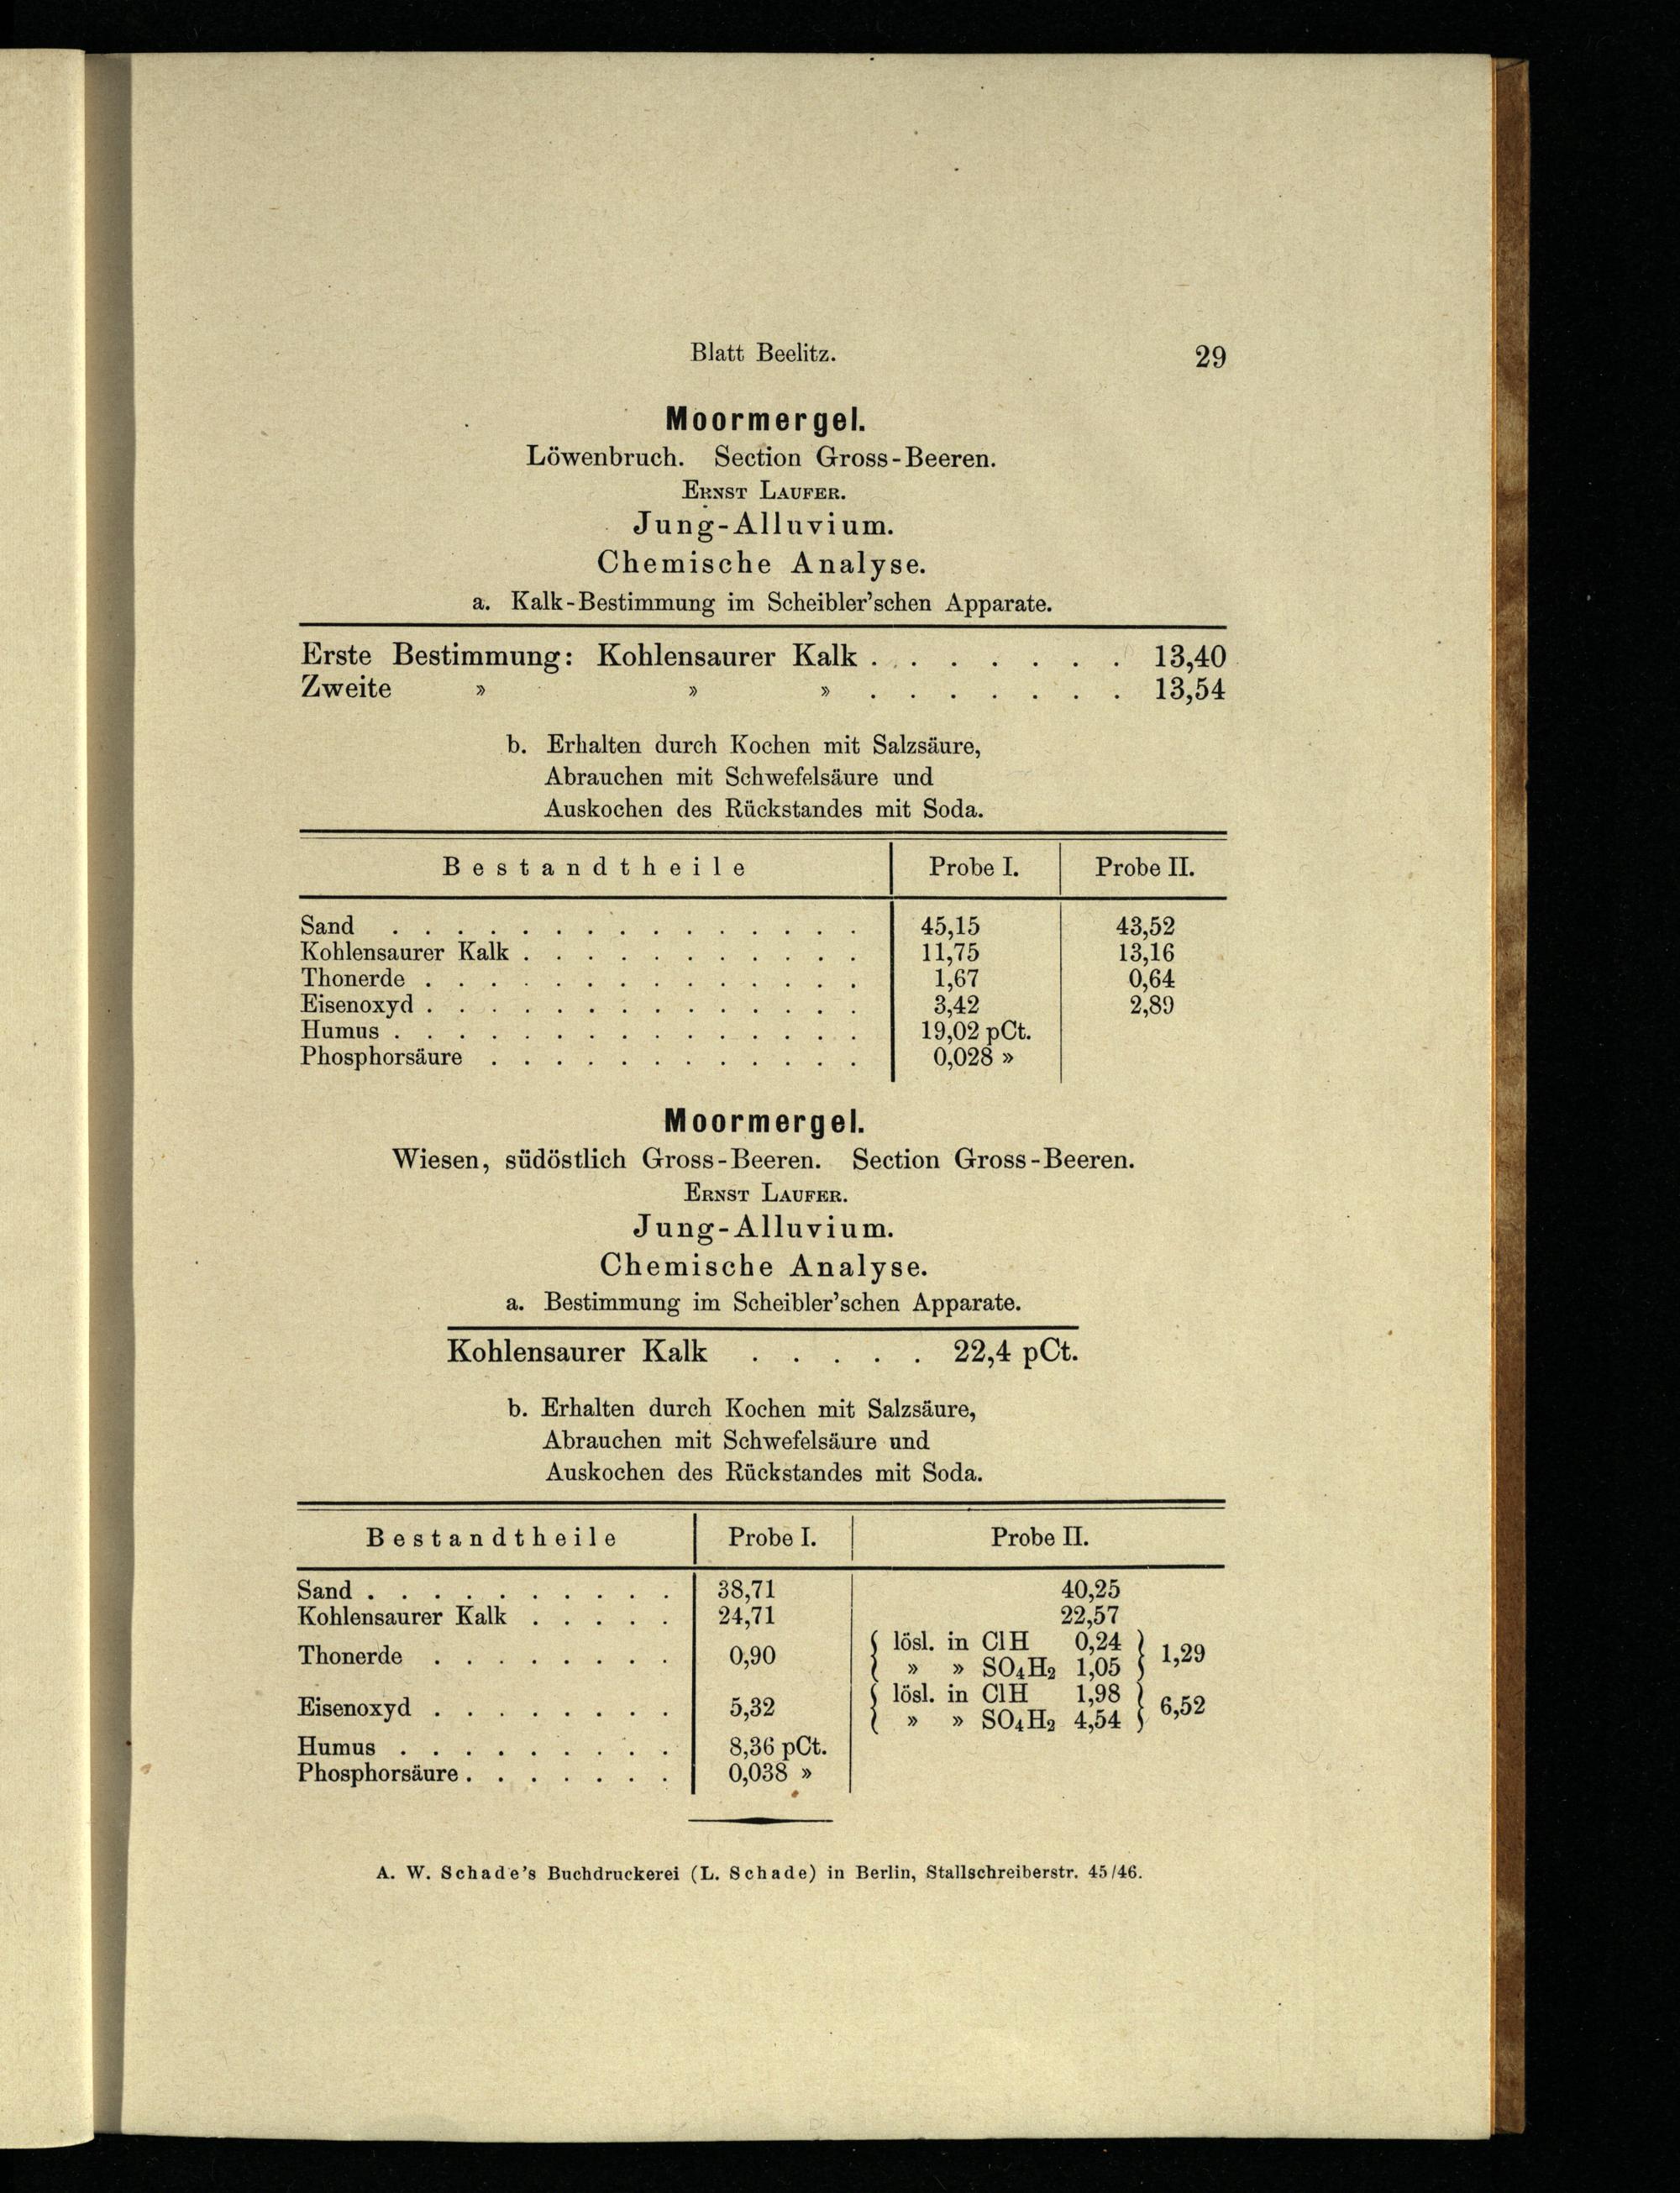 Blatt Beelitz. 29
Moormergel.
Löwenbruch. Section Gross-Beeren.
ERNST LAUFER.
Jung-Alluvium.
Chemische Analyse.
a. Kalk-Bestimmung im Scheibler'schen Apparate.
Erste Bestimmung: Kohlensaurer Kalk . . . . . . . 13,40
Zweite » » » . . . . . . . 13,54
b. Erhalten durch Kochen mit Salzsäure,
Abrauchen mit Schwefelsäure und
Auskochen des Rückstandes mit Soda.
Bestandtheile Probe I. Probe II.
Sand . . . . . . . . . . . . . . . 45,15 43,52
Kohlensaurer Kalk . . . . . . . . . . . 11,75 13,16
Thonerde . . . . . . . . . . . . . . 1,67 0,64
Eisenoxyd . . . . . . . . . . . . . . 3,42 2,89
Humus . . . . . . . . . . . . . . . 19,02 pCt.
Phosphorsäure . . . . . . . . . . . . 0,028 »
Moormergel.
Wiesen, südöstlich Gross-Beeren. Section Gross-Beeren.
ERNST LAUFER.
Jung-Alluvium.
Chemische Analyse.
a. Bestimmung im Scheibler'schen Apparate.
Kohlensaurer Kalk . . . . . 22,4 pCt.
b. Erhalten durch Kochen mit Salzsäure,
Abrauchen mit Schwefelsäure und
Auskochen des Rückstandes mit Soda.
Bestandtheile Probe I. Probe II.
Sand . . . . . . . . . . 38,71 40,25
Kohlensaurer Kalk . . . . . 24,71 22,57
Thonerde . . . . . . . . 0,90 { lösl. in ClH 0,24 } 1,29
» » SO₄H₂ 1,05
Eisenoxyd . . . . . . . . 5,32 { lösl. in ClH 1,98 } 6,52
» » SO₄H₂ 4,54
Humus . . . . . . . . . 8,36 pCt.
Phosphorsäure . . . . . . . 0,038 »
A. W. Schade's Buchdruckerei (L. Schade) in Berlin, Stallschreiberstr. 45/46.